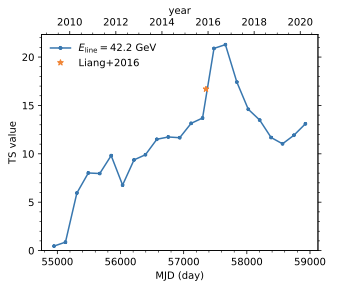 year
2010 2012 2014 2016 2018 2020
E_line = 42.2 GeV
Liang+2016
TS value
20
15
10
5
0
55000 56000 57000 58000 59000
MJD (day)